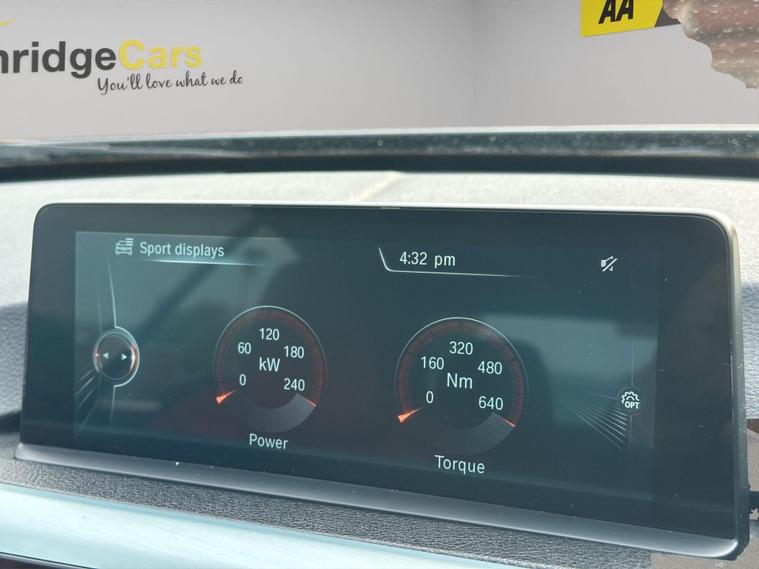 AA
nridgeCars
You'll love what we do
Sport displays
4:32 pm
120
60
180
kW
0
240
Power
320
160
480
Nm
0
640
Torque
OPT